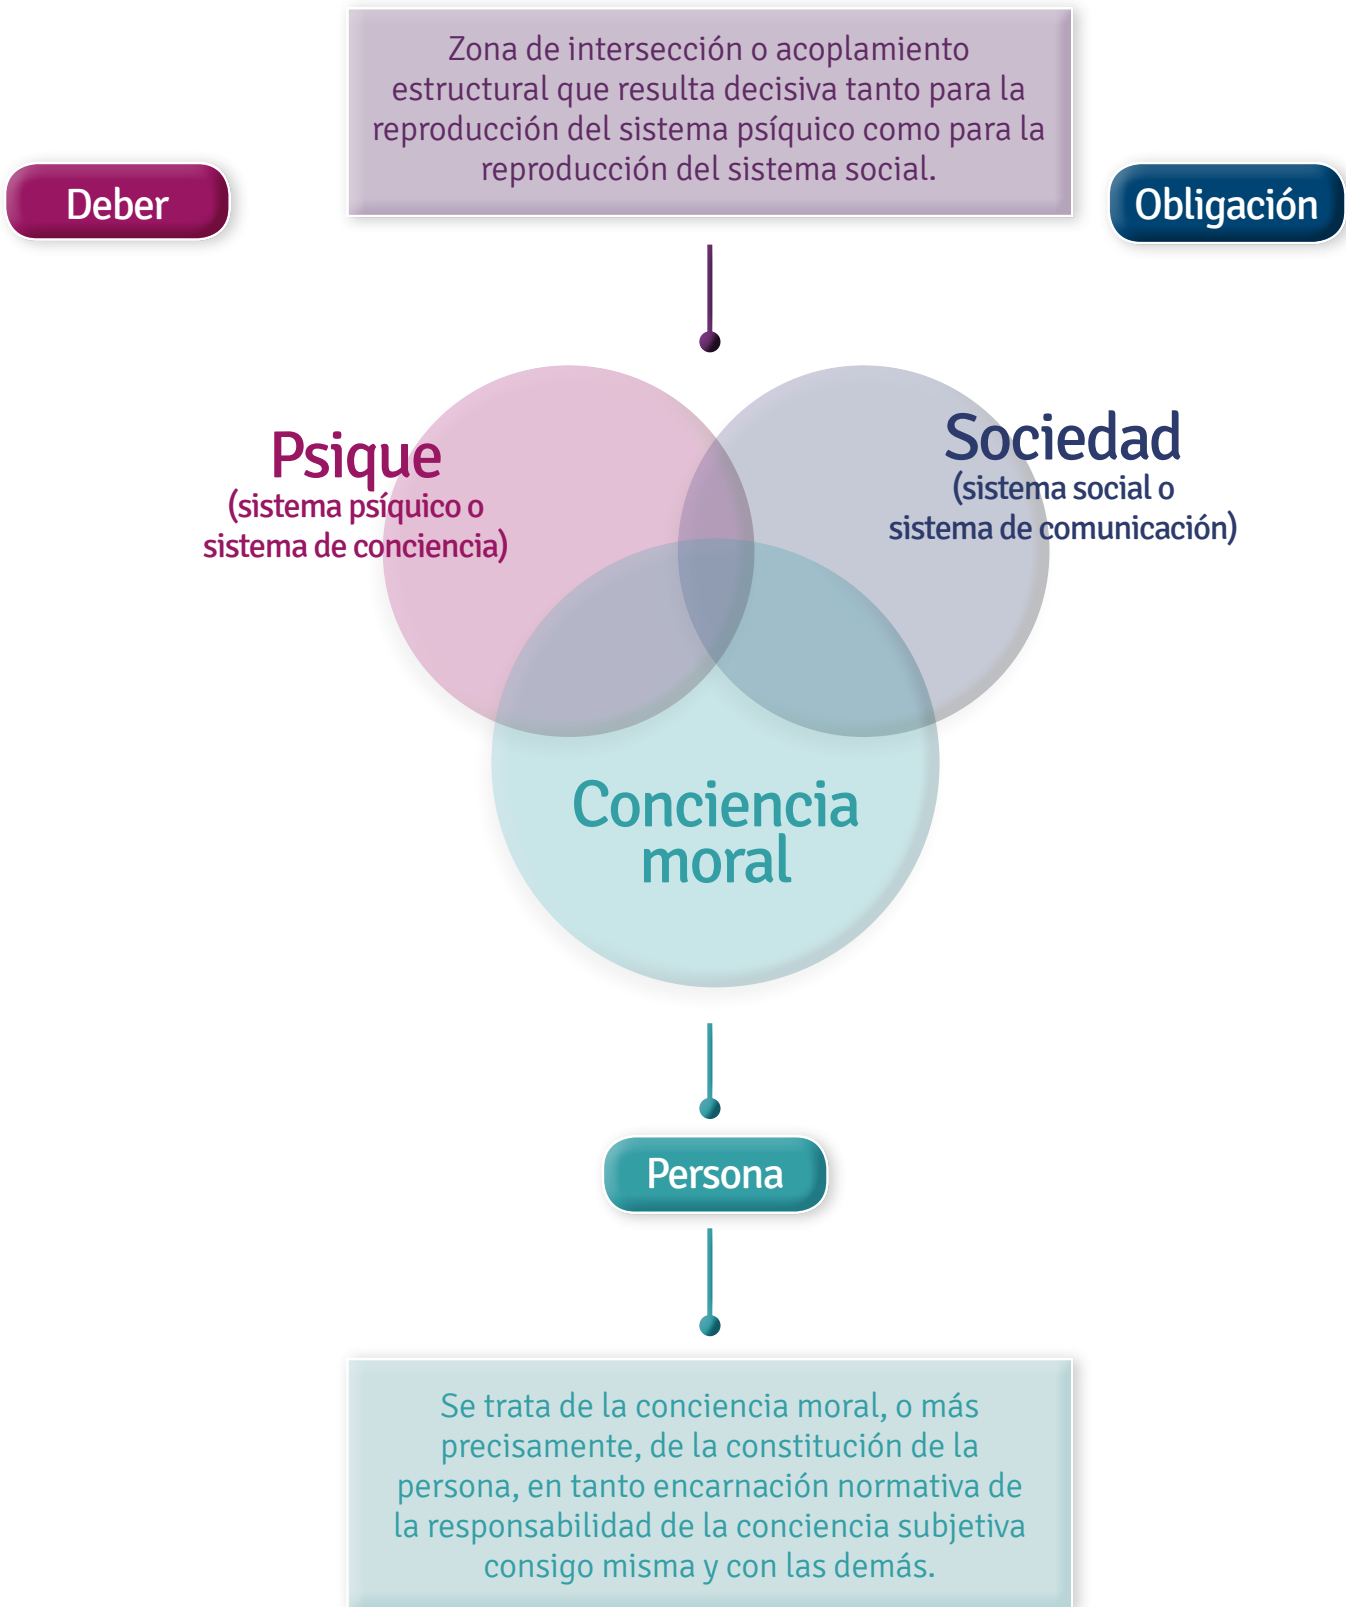 Zona de intersección o acoplamiento
estructural que resulta decisiva tanto para la
reproducción del sistema psíquico como para la
reproducción del sistema social.
Deber
Obligación
Psique
(sistema psíquico o
sistema de conciencia)
Sociedad
(sistema social o
sistema de comunicación)
Conciencia
moral
Persona
Se trata de la conciencia moral, o más
precisamente, de la constitución de la
persona, en tanto encarnación normativa de
la responsabilidad de la conciencia subjetiva
consigo misma y con las demás.